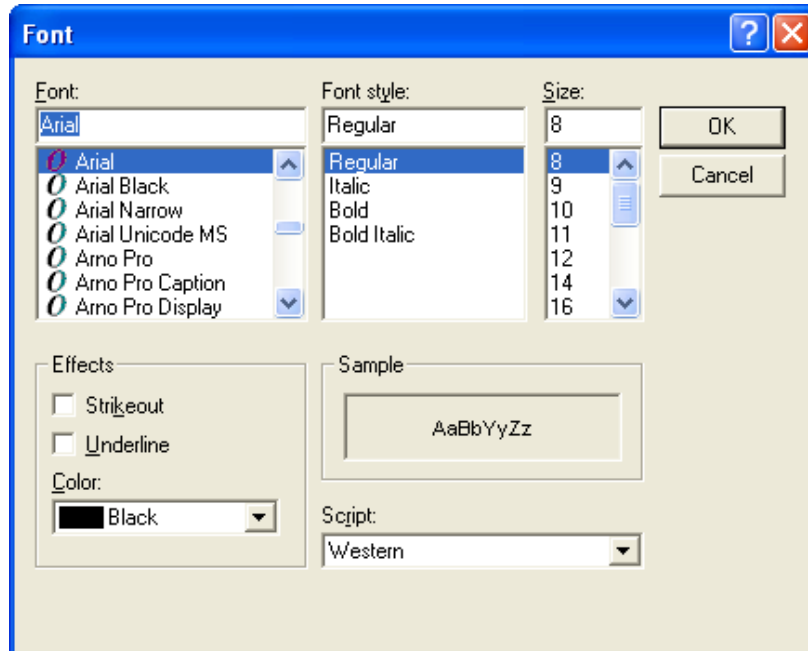 Font
Font:
Arial
Arial
Arial Black
Arial Narrow
Arial Unicode MS
Arno Pro
Arno Pro Caption
Arno Pro Display
Font style:
Regular
Regular
Italic
Bold
Bold Italic
Size:
8
8
9
10
11
12
14
16
OK
Cancel
Effects
Strikeout
Underline
Color:
Black
Sample
AaBbYyZz
Script:
Western